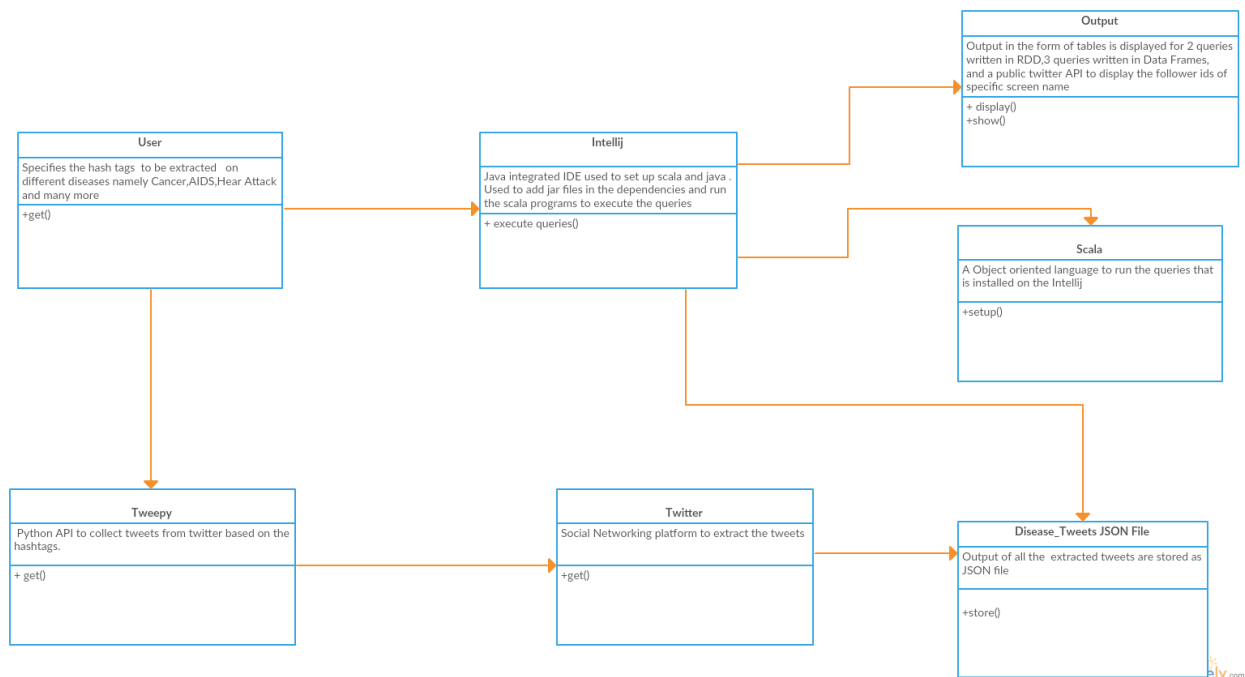 Output
Output in the form of tables is displayed for 2 queries
written in RDD,3 queries written in Data Frames,
and a public twitter API to display the follower ids of
specific screen name
+ display()
+show()
User
Specifies the hash tags to be extracted on
different diseases namely Cancer,AIDS,Hear Attack
and many more
+get()
Intellij
Java integrated IDE used to set up scala and java .
Used to add jar files in the dependencies and run
the scala programs to execute the queries
+ execute queries()
Scala
A Object oriented language to run the queries that
is installed on the Intellij
+setup()
Tweepy
Python API to collect tweets from twitter based on the
hashtags.
+ get()
Twitter
Social Networking platform to extract the tweets
+get()
Disease_Tweets JSON File
Output of all the extracted tweets are stored as
JSON file
+store()